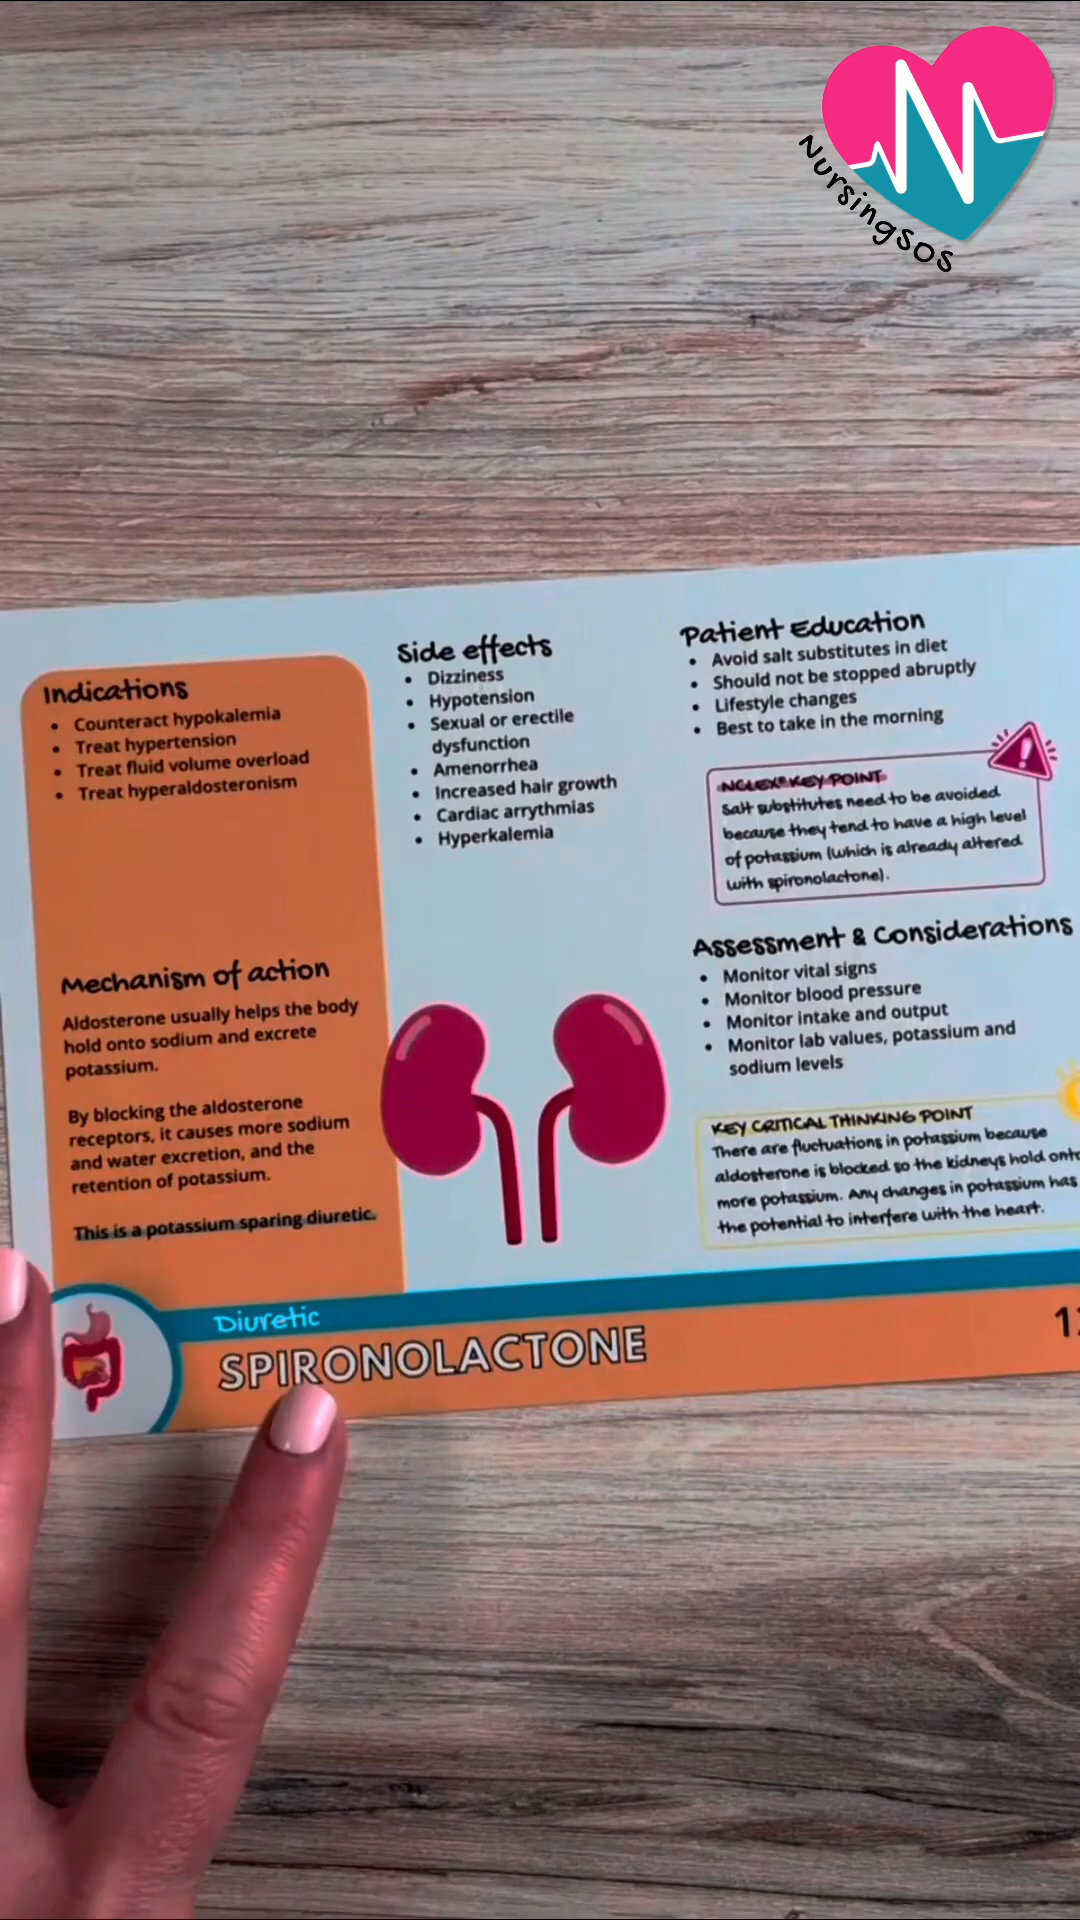 NursingSOS
Indications
• Counteract hypokalemia
• Treat hypertension
• Treat fluid volume overload
• Treat hyperaldosteronism
Mechanism of action
Aldosterone usually helps the body
hold onto sodium and excrete
potassium.
By blocking the aldosterone
receptors, it causes more sodium
and water excretion, and the
retention of potassium.
This is a potassium sparing diuretic.
Side effects
• Dizziness
• Hypotension
• Sexual or erectile
dysfunction
• Amenorrhea
• Increased hair growth
• Cardiac arrythmias
• Hyperkalemia
Patient Education
• Avoid salt substitutes in diet
• Should not be stopped abruptly
• Lifestyle changes
• Best to take in the morning
NCLEX® KEY POINT
Salt substitutes need to be avoided
because they tend to have a high level
of potassium (which is already altered
with spironolactone).
Assessment & Considerations
• Monitor vital signs
• Monitor blood pressure
• Monitor intake and output
• Monitor lab values, potassium and
sodium levels
KEY CRITICAL THINKING POINT
There are fluctuations in potassium because
aldosterone is blocked so the kidneys hold onto
more potassium. Any changes in potassium has
the potential to interfere with the heart.
Diuretic
SPIRONOLACTONE